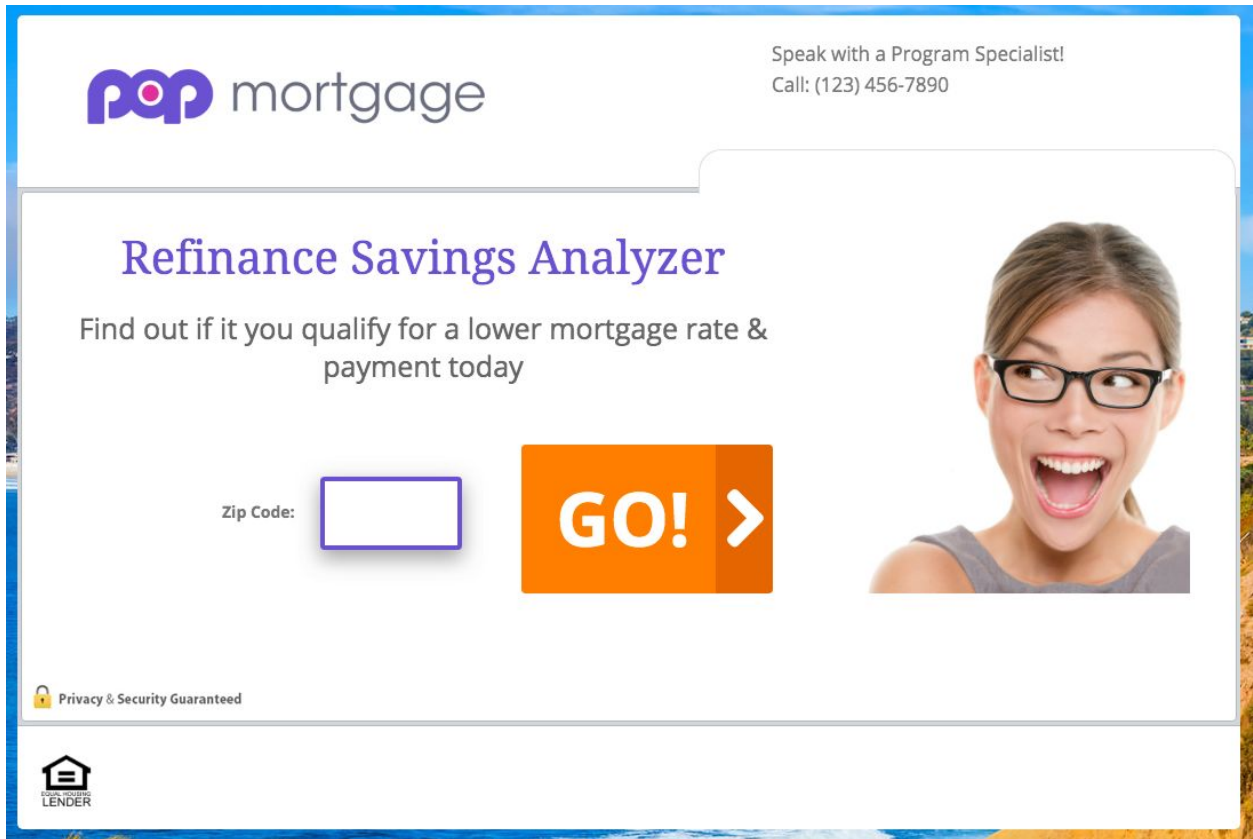 pop mortgage
Speak with a Program Specialist!
Call: (123) 456-7890
Refinance Savings Analyzer
Find out if it you qualify for a lower mortgage rate &
payment today
Zip Code:
GO!
Privacy & Security Guaranteed
EQUAL HOUSING
LENDER